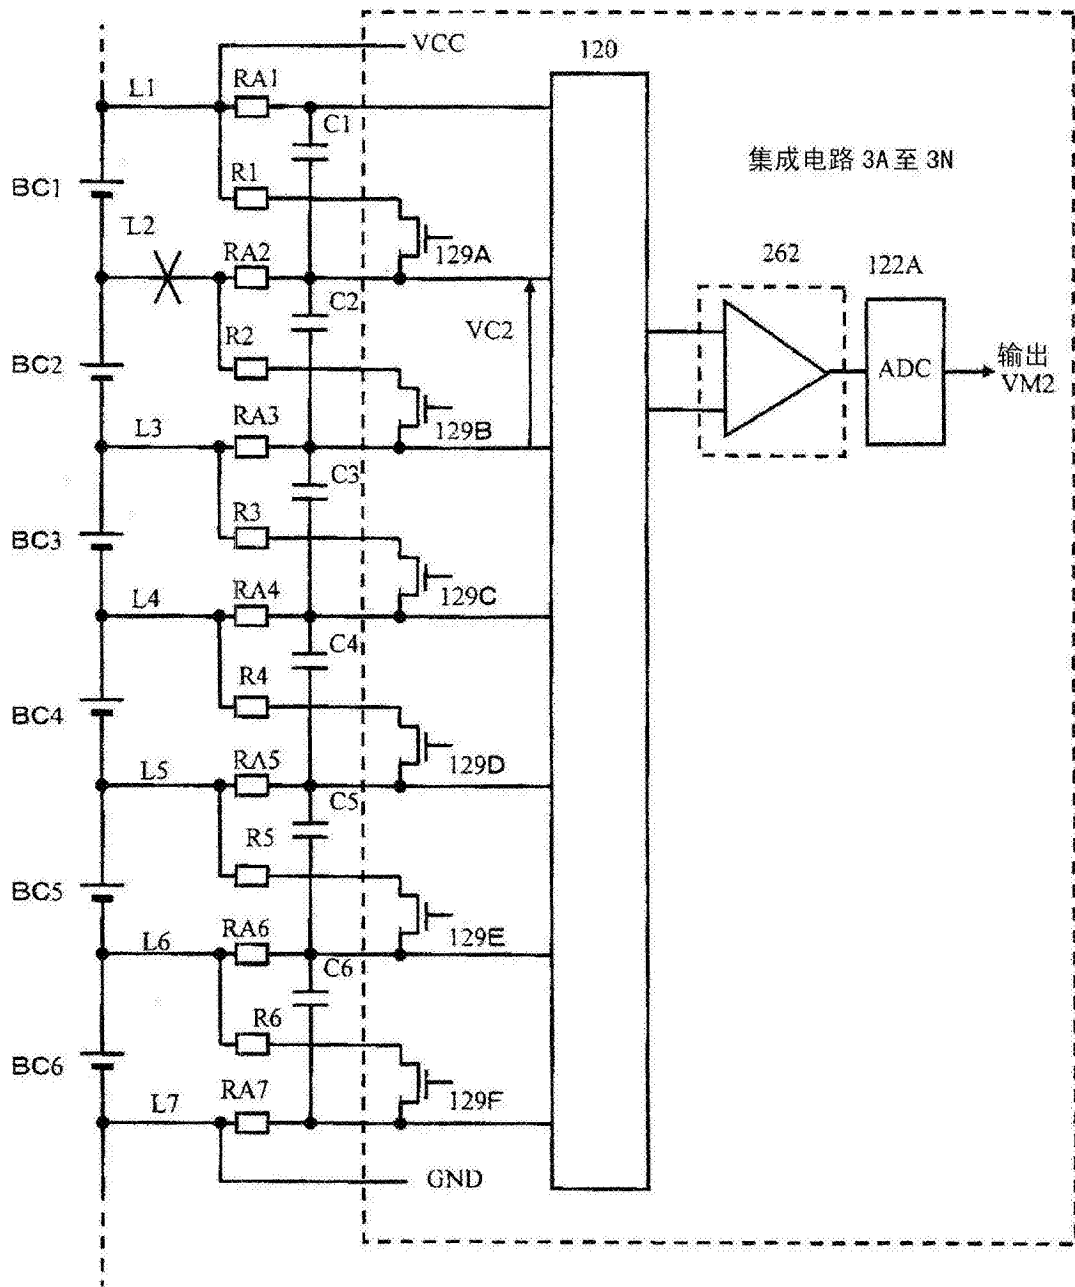 VCC
120
L1
RA1
C1
集成电路 3A 至 3N
BC1
R1
L2
129A
262
RA2
122A
C2
VC2
R2
输出
VM2
ADC
BC2
L3
RA3
129B
C3
R3
BC3
L4
RA4
129C
C4
R4
BC4
L5
RA5
129D
C5
R5
BC5
L6
RA6
129E
C6
R6
BC6
L7
RA7
129F
GND